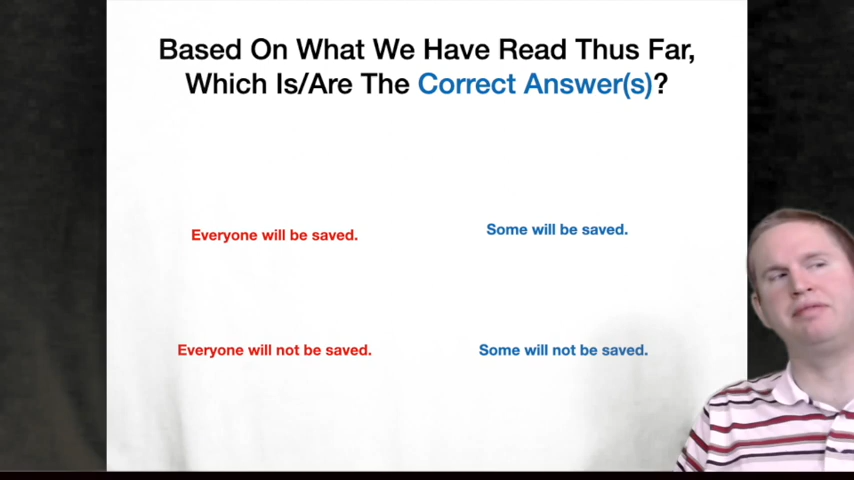 Based On What We Have Read Thus Far,
Which Is/Are The Correct Answer(s)?
Everyone will be saved.
Some will be saved.
Everyone will not be saved.
Some will not be saved.